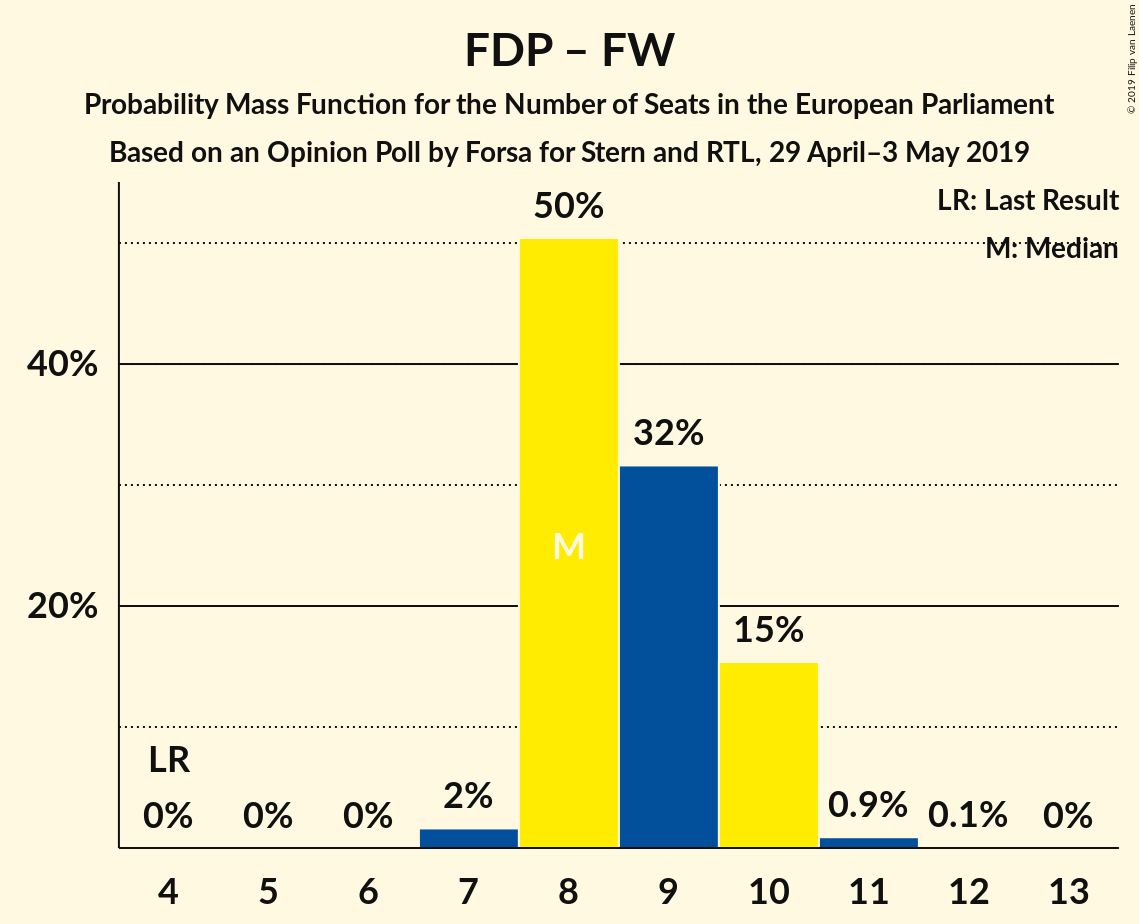 FDP – FW
Probability Mass Function for the Number of Seats in the European Parliament
Based on an Opinion Poll by Forsa for Stern and RTL, 29 April–3 May 2019
© 2019 Filip van Laenen
LR: Last Result
M: Median
50%
40%
32%
M
20%
15%
LR
0%
0%
0%
2%
0.9%
0.1%
0%
4
5
6
7
8
9
10
11
12
13